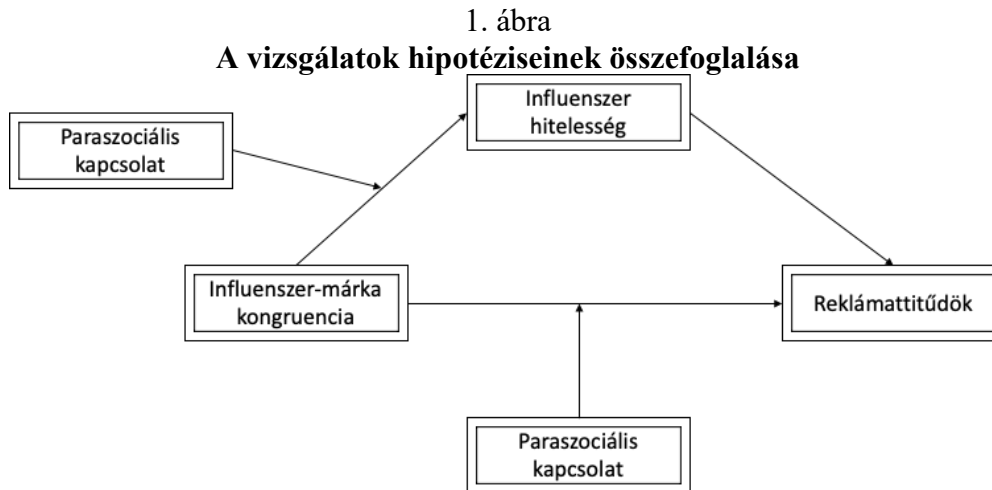 1. ábra
A vizsgálatok hipotéziseinek összefoglalása
Influenszer
hitelesség
Paraszociális
kapcsolat
Influenszer-márka
kongruencia
Reklámattitűdök
Paraszociális
kapcsolat